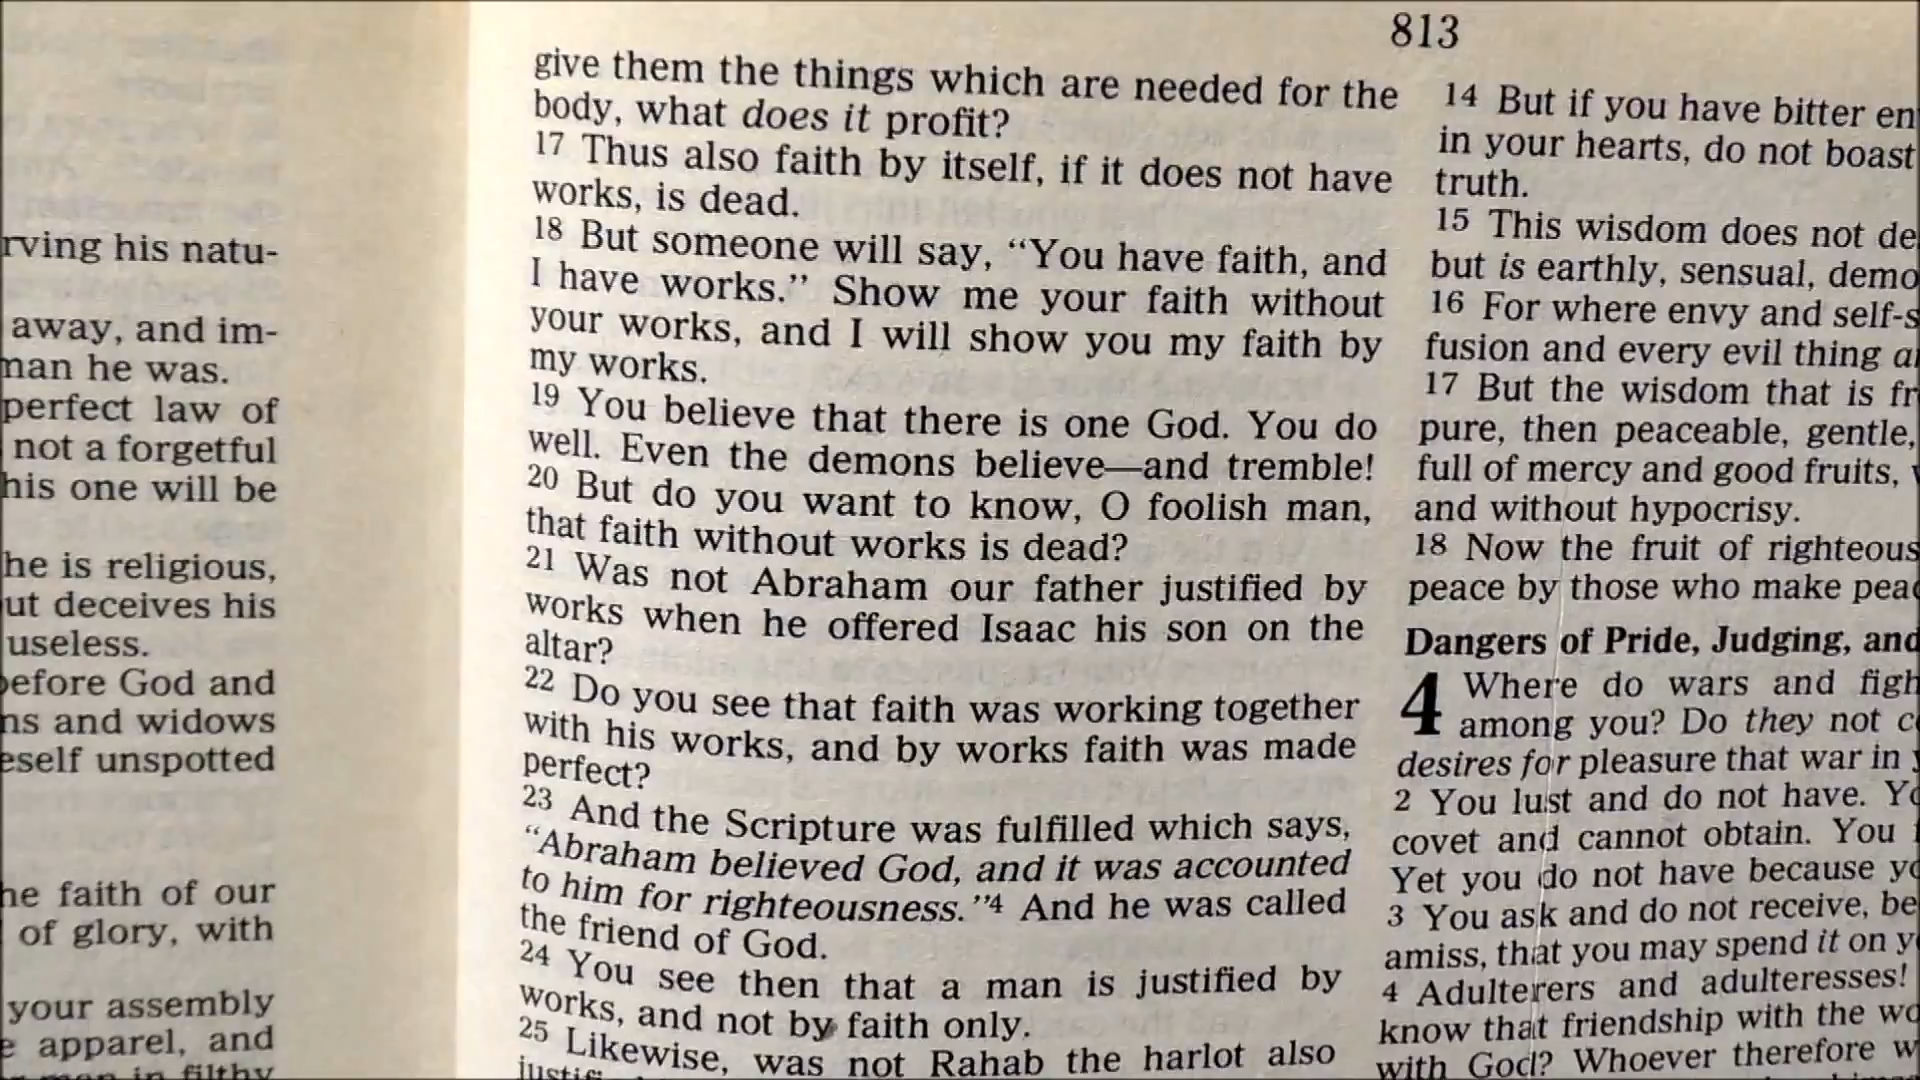 813
rving his natu-
away, and im-
man he was.
perfect law of
not a forgetful
his one will be
he is religious,
ut deceives his
useless.
before God and
ns and widows
eself unspotted
he faith of our
of glory, with
your assembly
e apparel, and
man in filthy
give them the things which are needed for the
body, what does it profit?
17 Thus also faith by itself, if it does not have
works, is dead.
18 But someone will say, “You have faith, and
I have works.” Show me your faith without
your works, and I will show you my faith by
my works.
19 You believe that there is one God. You do
well. Even the demons believe—and tremble!
20 But do you want to know, O foolish man,
that faith without works is dead?
21 Was not Abraham our father justified by
works when he offered Isaac his son on the
altar?
22 Do you see that faith was working together
with his works, and by works faith was made
perfect?
23 And the Scripture was fulfilled which says,
“Abraham believed God, and it was accounted
to him for righteousness.”4 And he was called
the friend of God.
24 You see then that a man is justified by
works, and not by faith only.
25 Likewise, was not Rahab the harlot also
14 But if you have bitter en
in your hearts, do not boast
truth.
15 This wisdom does not de
but is earthly, sensual, demo
16 For where envy and self-s
fusion and every evil thing a
17 But the wisdom that is fr
pure, then peaceable, gentle,
full of mercy and good fruits,
and without hypocrisy.
18 Now the fruit of righteous
peace by those who make peac
Dangers of Pride, Judging, and
4 Where do wars and figh
among you? Do they not c
desires for pleasure that war in y
2 You lust and do not have. Yo
covet and cannot obtain. You
Yet you do not have because yo
3 You ask and do not receive, be
amiss, that you may spend it on y
4 Adulterers and adulteresses!
know that friendship with the wo
with God? Whoever therefore w